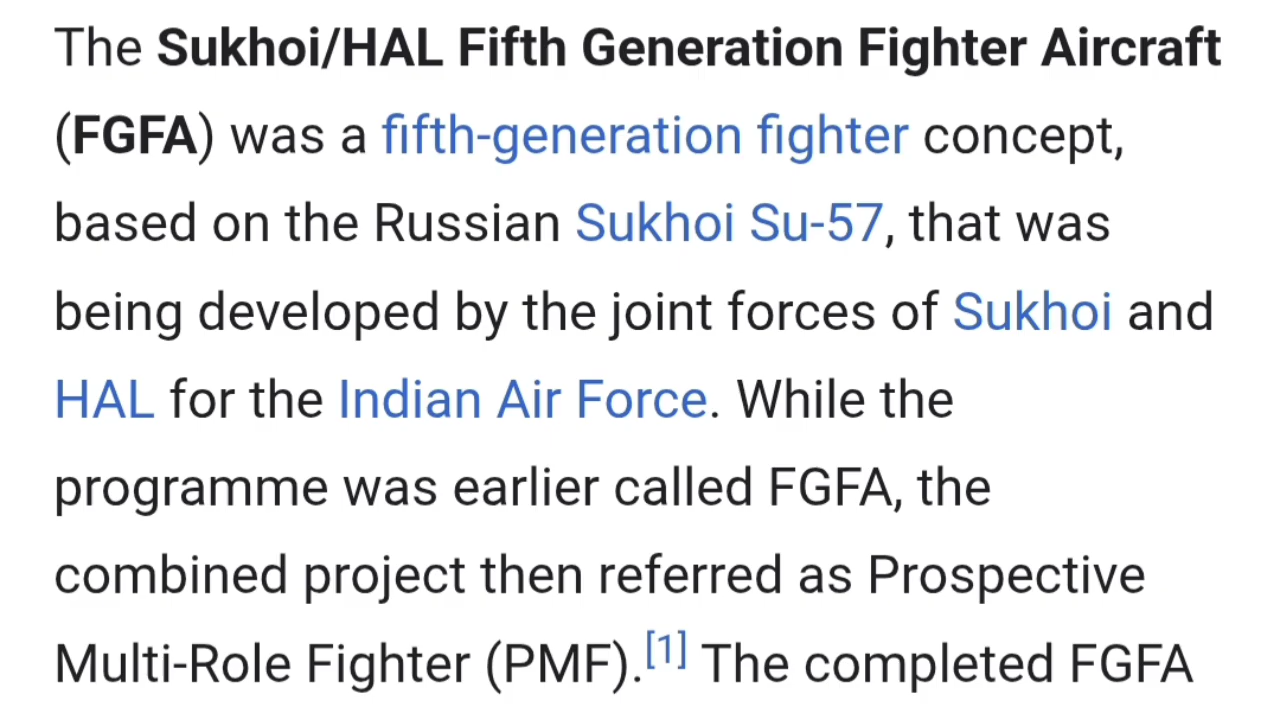 The Sukhoi/HAL Fifth Generation Fighter Aircraft
(FGFA) was a fifth-generation fighter concept,
based on the Russian Sukhoi Su-57, that was
being developed by the joint forces of Sukhoi and
HAL for the Indian Air Force. While the
programme was earlier called FGFA, the
combined project then referred as Prospective
Multi-Role Fighter (PMF).[1] The completed FGFA